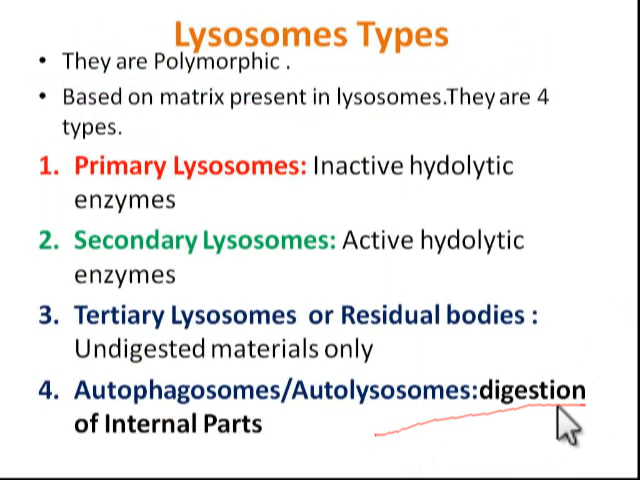 Lysosomes Types
• They are Polymorphic .
• Based on matrix present in lysosomes.They are 4
types.
1. Primary Lysosomes: Inactive hydolytic
enzymes
2. Secondary Lysosomes: Active hydolytic
enzymes
3. Tertiary Lysosomes or Residual bodies :
Undigested materials only
4. Autophagosomes/Autolysosomes:digestion
of Internal Parts